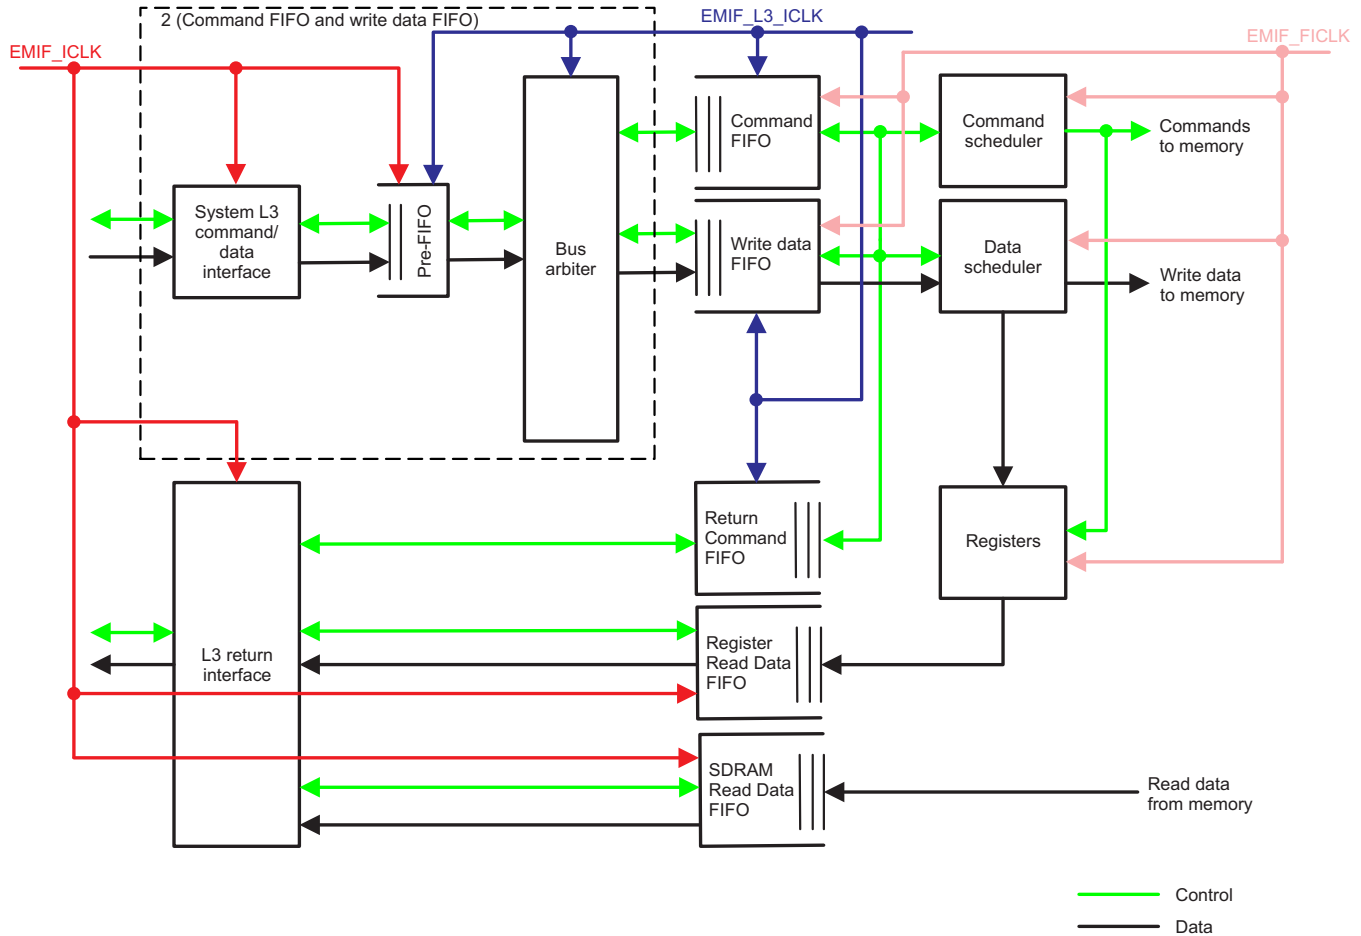 2 (Command FIFO and write data FIFO)
EMIF_L3_ICLK
EMIF_FICLK
EMIF_ICLK
Command
FIFO
Command
scheduler
Commands
to memory
System L3
command/
data
interface
Pre-FIFO
Bus
arbiter
Write data
FIFO
Data
scheduler
Write data
to memory
Return
Command
FIFO
Registers
L3 return
interface
Register
Read Data
FIFO
SDRAM
Read Data
FIFO
Read data
from memory
Control
Data